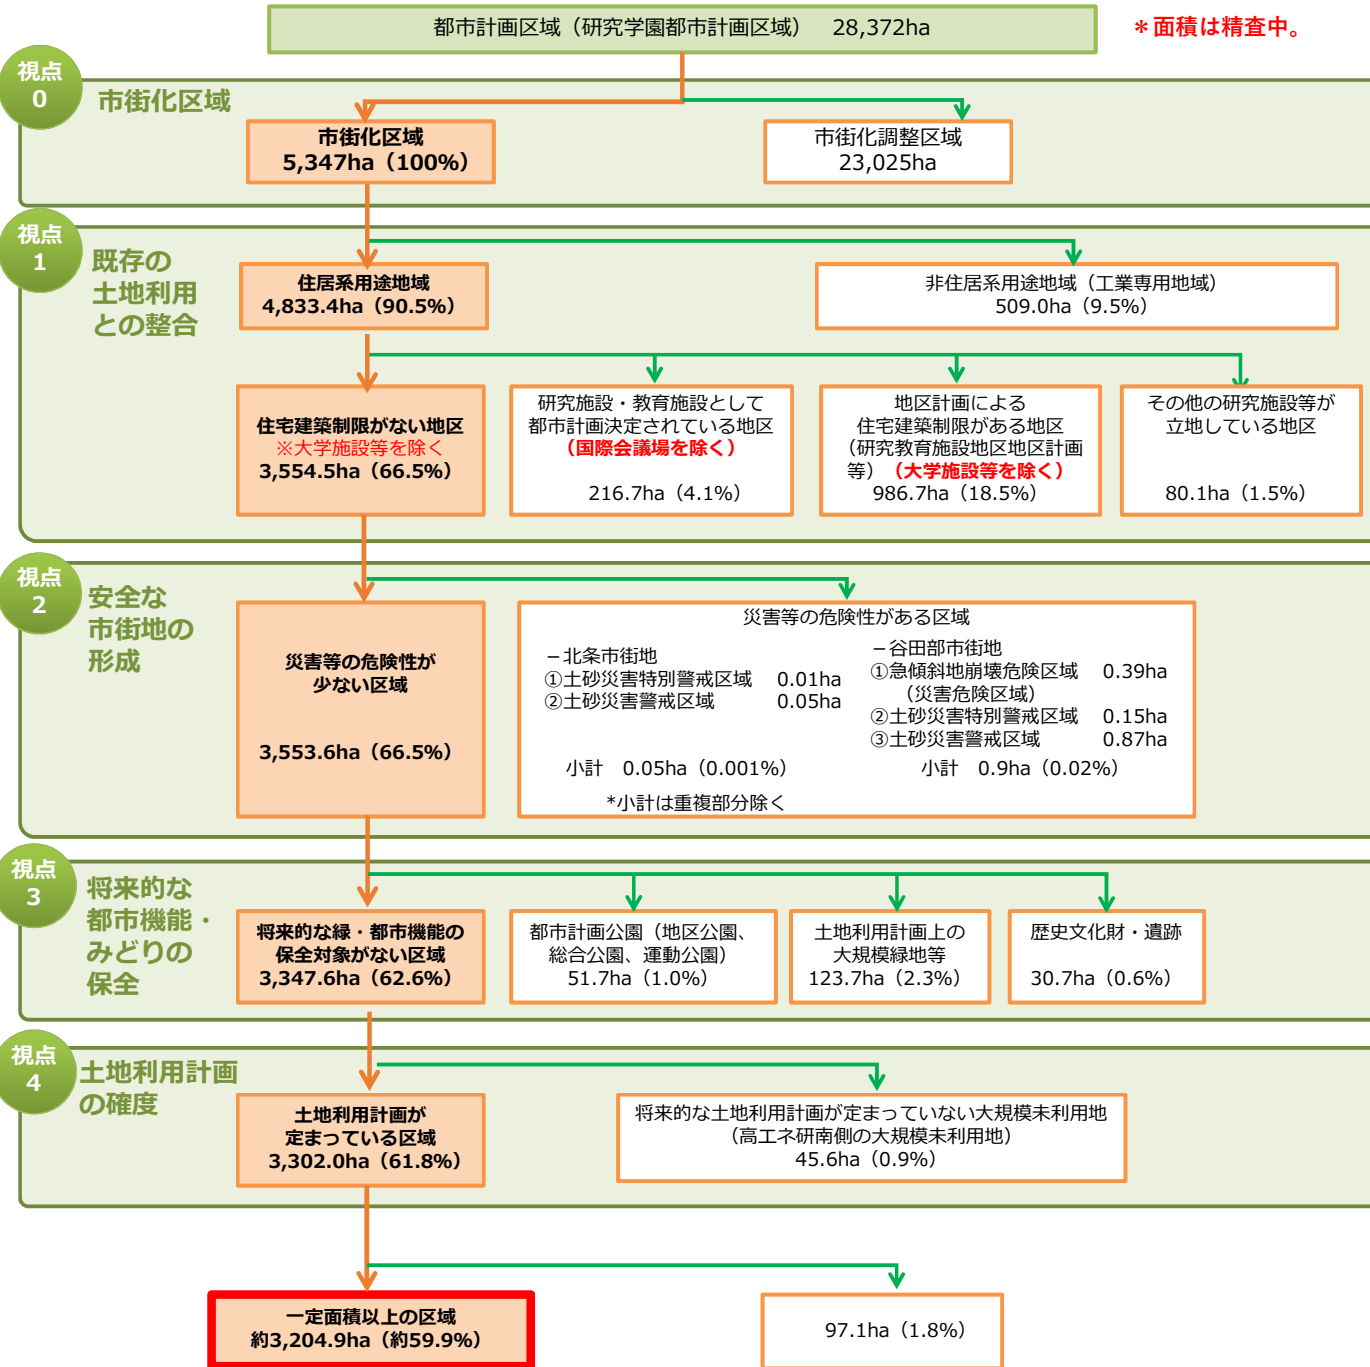 都市計画区域（研究学園都市計画区域） 28,372ha
＊面積は精査中。
視点
0
市街化区域
市街化区域
5,347ha（100%）
市街化調整区域
23,025ha
視点
1
既存の
土地利用
との整合
住居系用途地域
4,833.4ha（90.5%）
非住居系用途地域（工業専用地域）
509.0ha（9.5%）
住宅建築制限がない地区
※大学施設等を除く
3,554.5ha（66.5%）
研究施設・教育施設として
都市計画決定されている地区
（国際会議場を除く）
216.7ha（4.1%）
地区計画による
住宅建築制限がある地区
（研究教育施設地区地区計画
等）（大学施設等を除く）
986.7ha（18.5%）
その他の研究施設等が
立地している地区
80.1ha（1.5%）
視点
2
安全な
市街地の
形成
災害等の危険性が
少ない区域
3,553.6ha（66.5%）
災害等の危険性がある区域
－北条市街地
①土砂災害特別警戒区域 0.01ha
②土砂災害警戒区域 0.05ha
小計 0.05ha（0.001%）
－谷田部市街地
①急傾斜地崩壊危険区域 0.39ha
（災害危険区域）
②土砂災害特別警戒区域 0.15ha
③土砂災害警戒区域 0.87ha
小計 0.9ha（0.02%）
*小計は重複部分除く
視点
3
将来的な
都市機能・
みどりの
保全
将来的な緑・都市機能の
保全対象がない区域
3,347.6ha（62.6%）
都市計画公園（地区公園、
総合公園、運動公園）
51.7ha（1.0%）
土地利用計画上の
大規模緑地等
123.7ha（2.3%）
歴史文化財・遺跡
30.7ha（0.6%）
視点
4
土地利用計画
の確度
土地利用計画が
定まっている区域
3,302.0ha（61.8%）
将来的な土地利用計画が定まっていない大規模未利用地
（高エネ研南側の大規模未利用地）
45.6ha（0.9%）
一定面積以上の区域
約3,204.9ha（約59.9%）
97.1ha（1.8%）